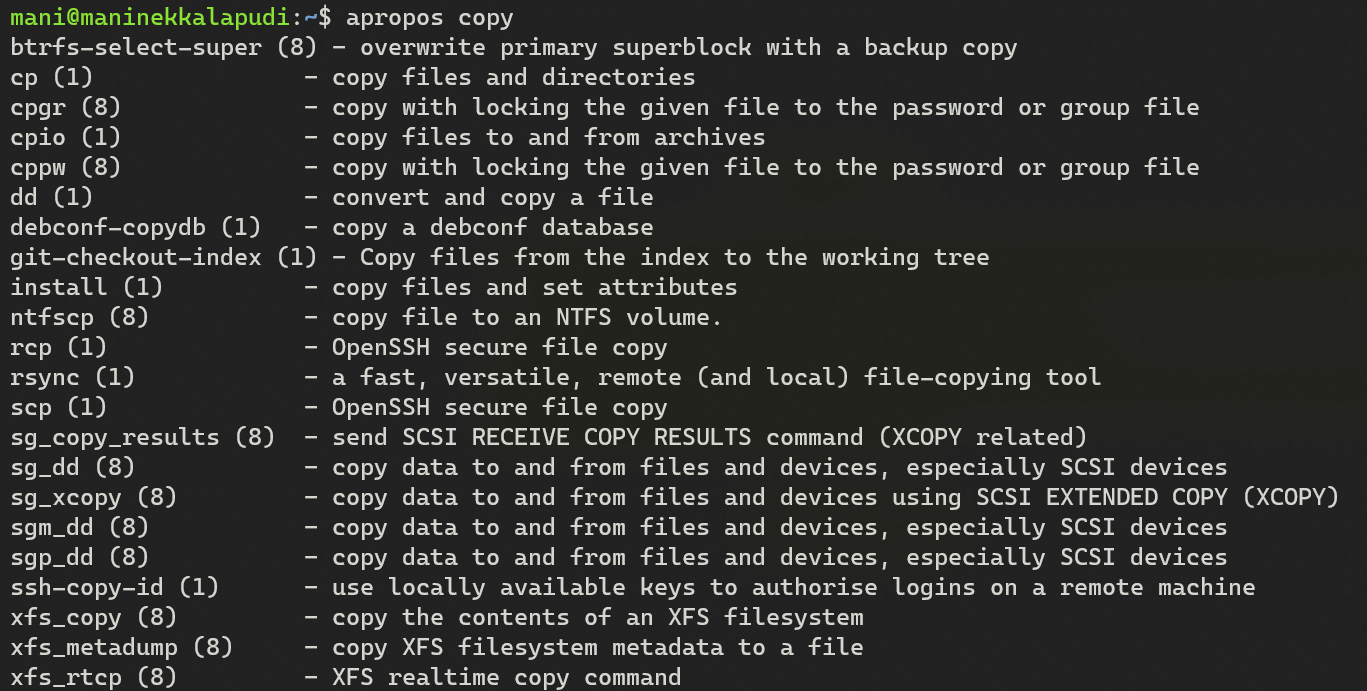 mani@maninekkalapudi:~$ apropos copy
btrfs-select-super (8) - overwrite primary superblock with a backup copy
cp (1)               - copy files and directories
cpgr (8)             - copy with locking the given file to the password or group file
cpio (1)             - copy files to and from archives
cppw (8)             - copy with locking the given file to the password or group file
dd (1)               - convert and copy a file
debconf-copydb (1)   - copy a debconf database
git-checkout-index (1) - Copy files from the index to the working tree
install (1)          - copy files and set attributes
ntfscp (8)           - copy file to an NTFS volume.
rcp (1)              - OpenSSH secure file copy
rsync (1)            - a fast, versatile, remote (and local) file-copying tool
scp (1)              - OpenSSH secure file copy
sg_copy_results (8)  - send SCSI RECEIVE COPY RESULTS command (XCOPY related)
sg_dd (8)            - copy data to and from files and devices, especially SCSI devices
sg_xcopy (8)         - copy data to and from files and devices using SCSI EXTENDED COPY (XCOPY)
sgm_dd (8)           - copy data to and from files and devices, especially SCSI devices
sgp_dd (8)           - copy data to and from files and devices, especially SCSI devices
ssh-copy-id (1)      - use locally available keys to authorise logins on a remote machine
xfs_copy (8)         - copy the contents of an XFS filesystem
xfs_metadump (8)     - copy XFS filesystem metadata to a file
xfs_rtcp (8)         - XFS realtime copy command